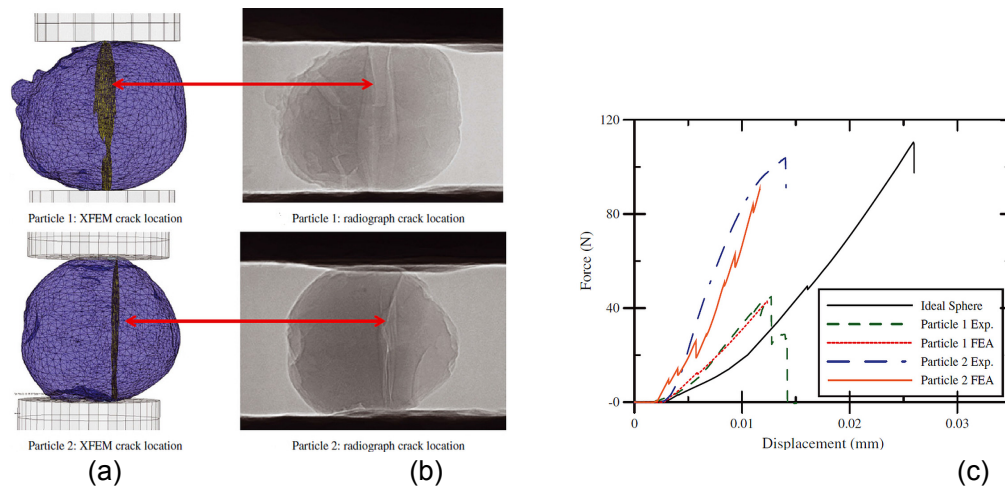 Particle 1: XFEM crack location
Particle 1: radiograph crack location
Particle 2: XFEM crack location
Particle 2: radiograph crack location
(a)
(b)
120
80
40
-0
Force (N)
0
0.01
0.02
0.03
Displacement (mm)
Ideal Sphere
Particle 1 Exp.
Particle 1 FEA
Particle 2 Exp.
Particle 2 FEA
(c)